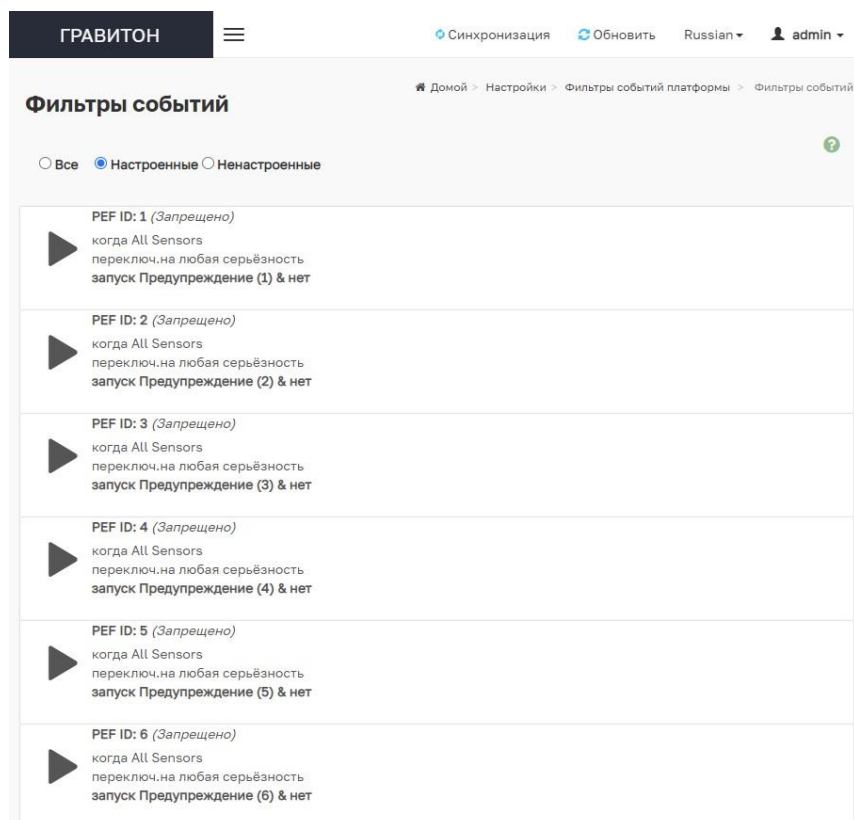 ГРАВИТОН
Синхронизация Обновить Russian admin
Домой > Настройки > Фильтры событий платформы > Фильтры событий
Фильтры событий
Все Настроенные Ненастроенные
PEF ID: 1 (Запрещено)
когда All Sensors
переключ.на любая серьёзность
запуск Предупреждение (1) & нет
PEF ID: 2 (Запрещено)
когда All Sensors
переключ.на любая серьёзность
запуск Предупреждение (2) & нет
PEF ID: 3 (Запрещено)
когда All Sensors
переключ.на любая серьёзность
запуск Предупреждение (3) & нет
PEF ID: 4 (Запрещено)
когда All Sensors
переключ.на любая серьёзность
запуск Предупреждение (4) & нет
PEF ID: 5 (Запрещено)
когда All Sensors
переключ.на любая серьёзность
запуск Предупреждение (5) & нет
PEF ID: 6 (Запрещено)
когда All Sensors
переключ.на любая серьёзность
запуск Предупреждение (6) & нет